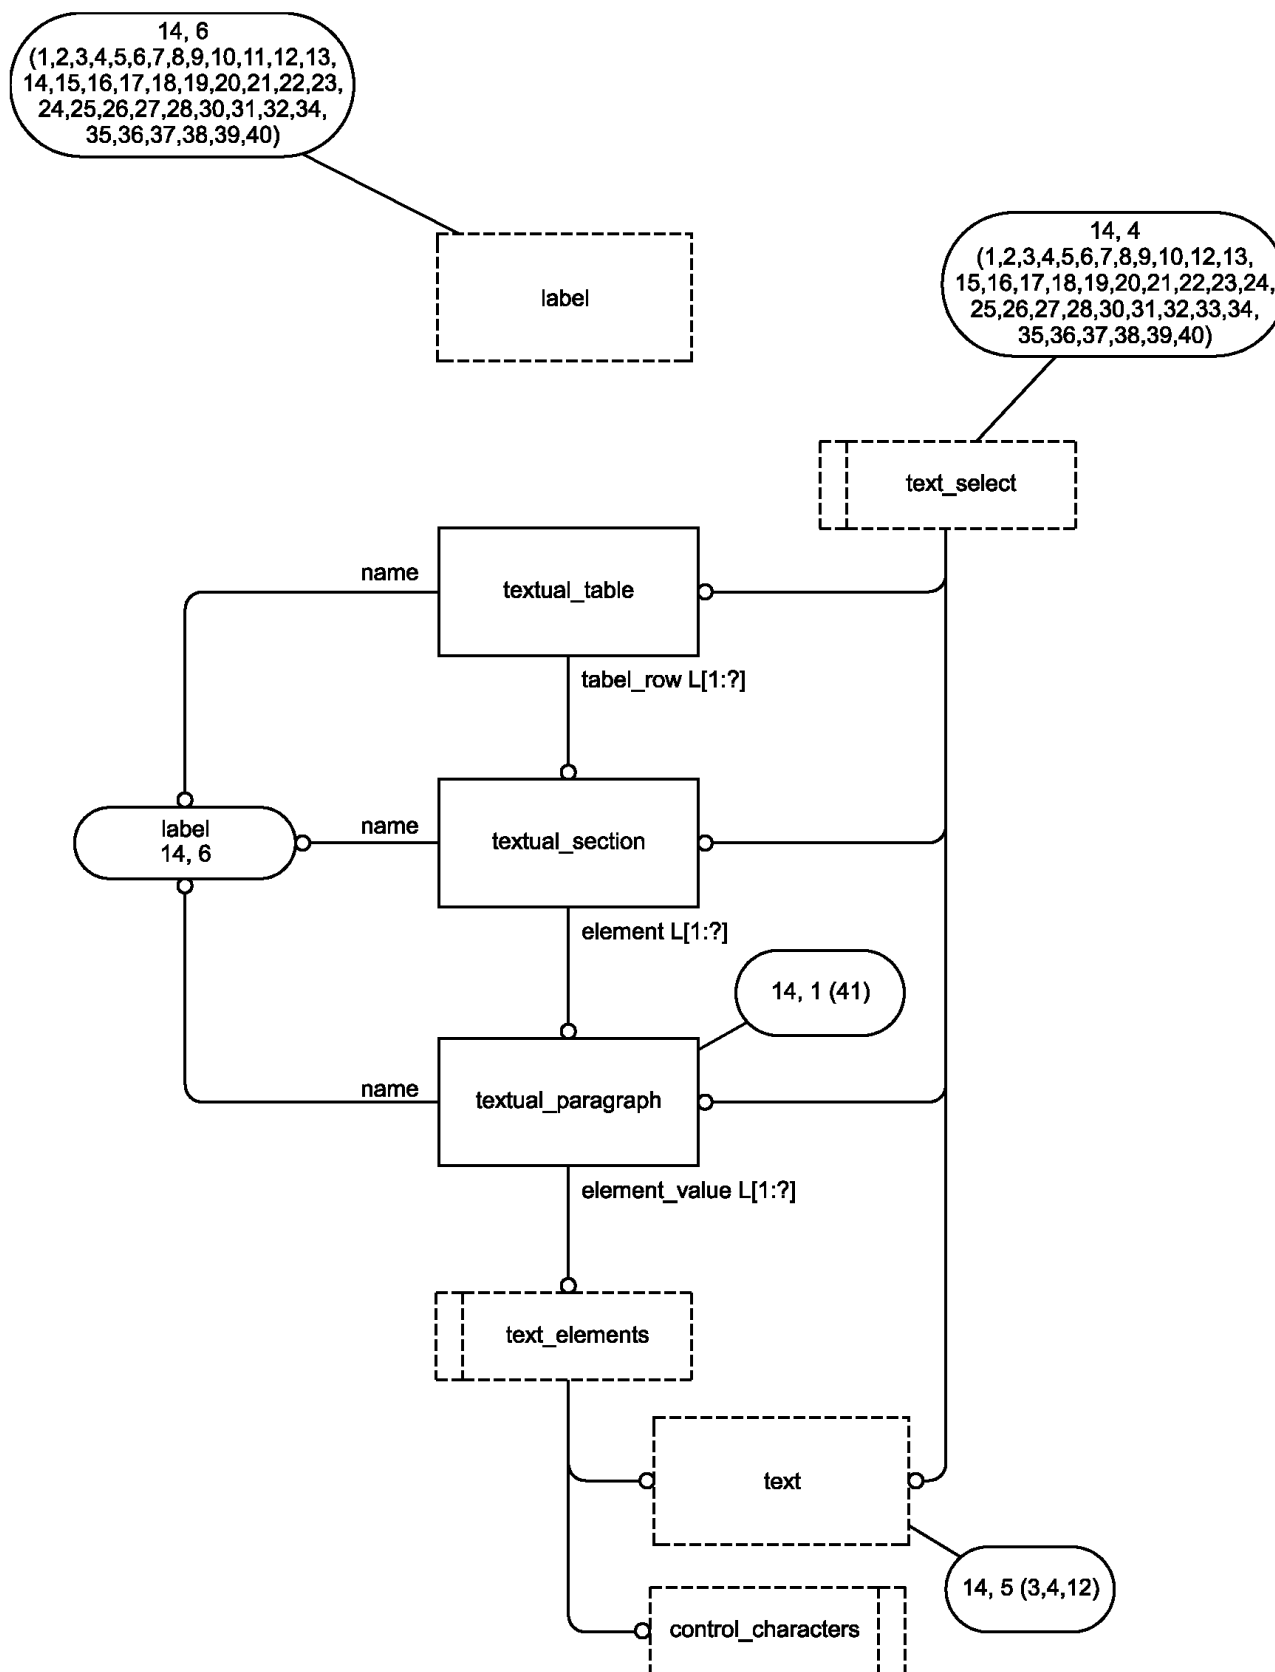 14, 6
(1,2,3,4,5,6,7,8,9,10,11,12,13,
14,15,16,17,18,19,20,21,22,23,
24,25,26,27,28,30,31,32,34,
35,36,37,38,39,40)
label
14, 4
(1,2,3,4,5,6,7,8,9,10,12,13,
15,16,17,18,19,20,21,22,23,24,
25,26,27,28,30,31,32,33,34,
35,36,37,38,39,40)
text_select
name
textual_table
tabel_row L[1:?]
label
14, 6
name
textual_section
element L[1:?]
14, 1 (41)
name
textual_paragraph
element_value L[1:?]
text_elements
text
14, 5 (3,4,12)
control_characters